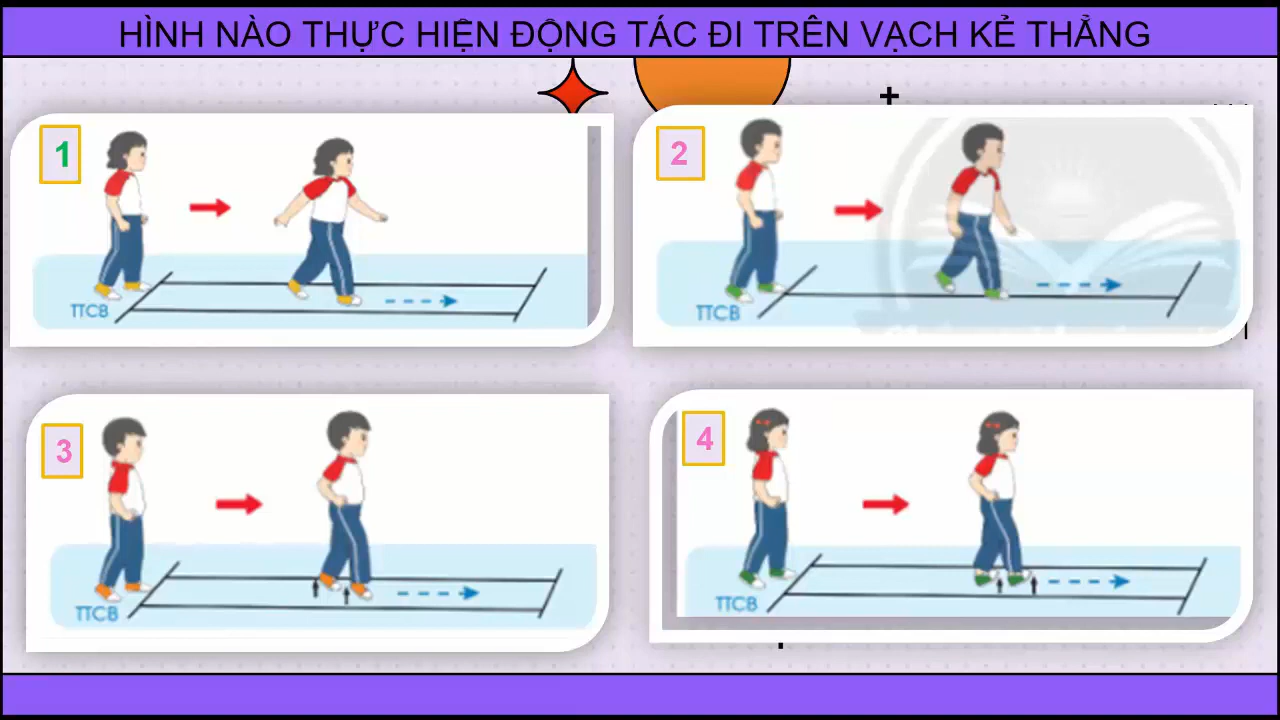 HÌNH NÀO THỰC HIỆN ĐỘNG TÁC ĐI TRÊN VẠCH KẺ THẲNG
1
TTCB
2
TTCB
3
TTCB
4
TTCB